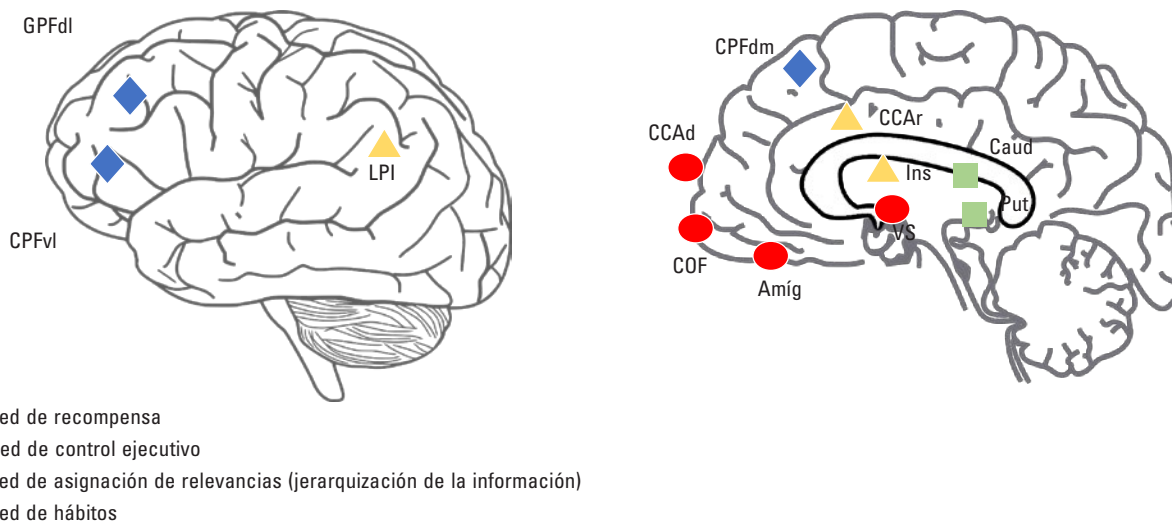 GPFdl
CPFvl
LPI
CPFdm
CCAd
CCAr
Caud
Ins
Put
VS
COF
Amíg
ed de recompensa
ed de control ejecutivo
ed de asignación de relevancias (jerarquización de la información)
ed de hábitos